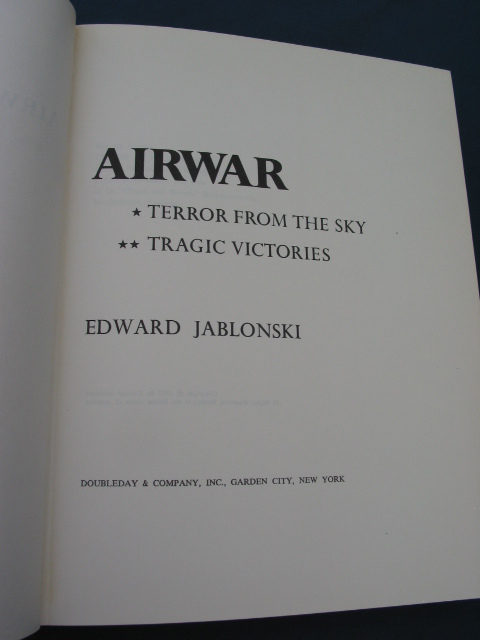 AIRWAR
★ TERROR FROM THE SKY
★★ TRAGIC VICTORIES
EDWARD JABLONSKI
DOUBLEDAY & COMPANY, INC., GARDEN CITY, NEW YORK